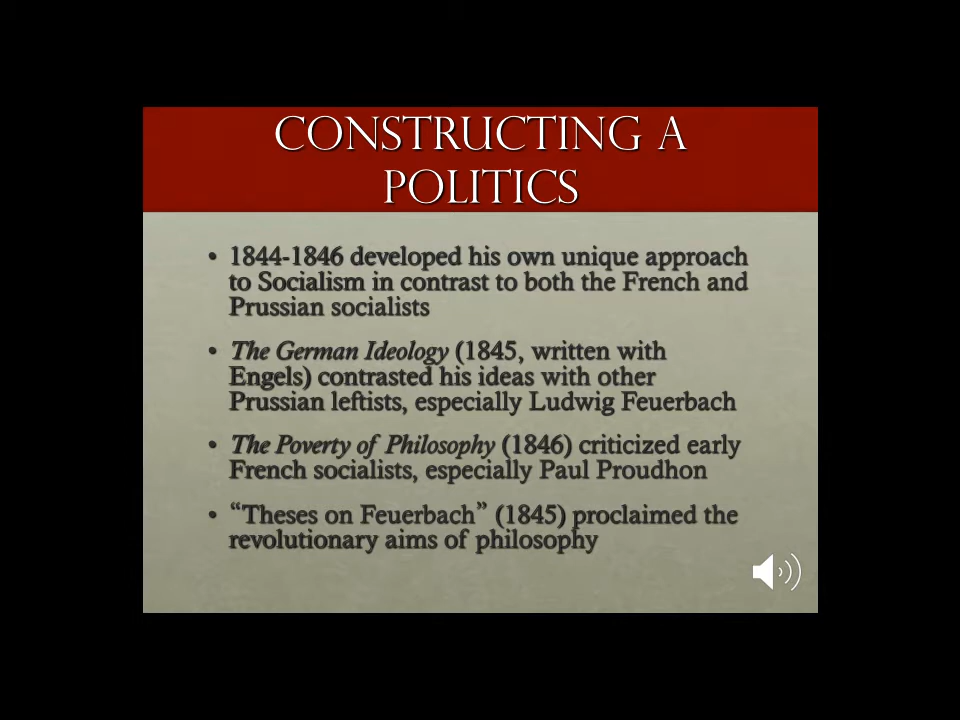 CONSTRUCTING A
POLITICS
• 1844-1846 developed his own unique approach
to Socialism in contrast to both the French and
Prussian socialists
• The German Ideology (1845, written with
Engels) contrasted his ideas with other
Prussian leftists, especially Ludwig Feuerbach
• The Poverty of Philosophy (1846) criticized early
French socialists, especially Paul Proudhon
• “Theses on Feuerbach” (1845) proclaimed the
revolutionary aims of philosophy